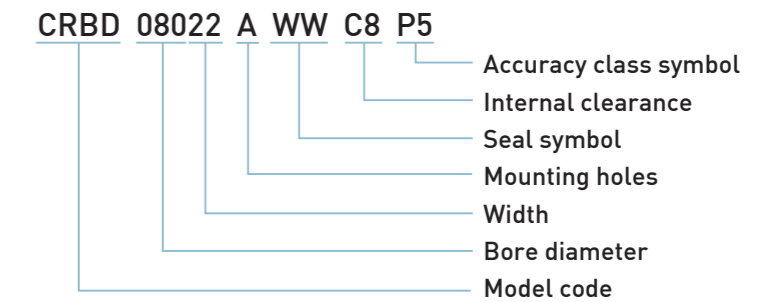 CRBD 08022 A WW C8 P5
Accuracy class symbol
Internal clearance
Seal symbol
Mounting holes
Width
Bore diameter
Model code